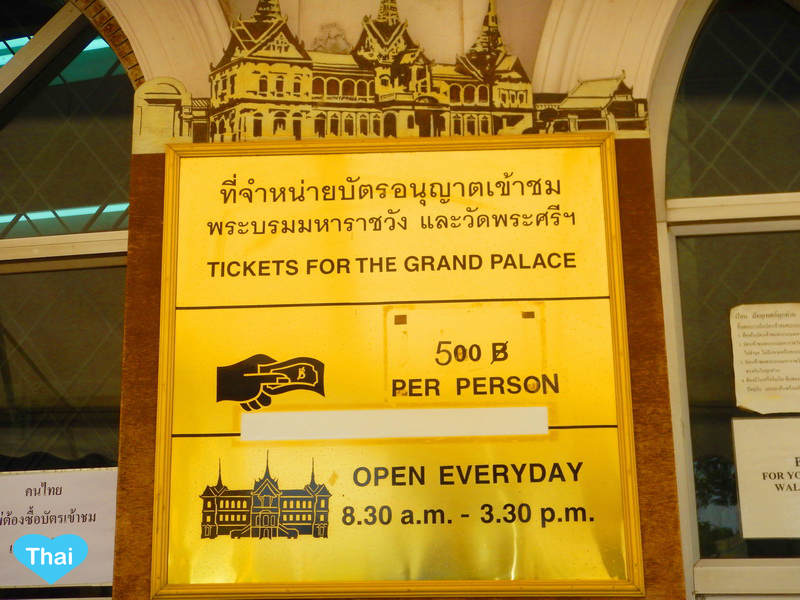 ที่จำหน่ายบัตรอนุญาตเข้าชม
พระบรมมหาราชวัง และวัดพระศรีฯ
TICKETS FOR THE GRAND PALACE
500 ฿
PER PERSON
OPEN EVERYDAY
8.30 a.m. - 3.30 p.m.
คนไทย
ต้องซื้อบัตรเข้าชม
Thai
FOR YO
WAL